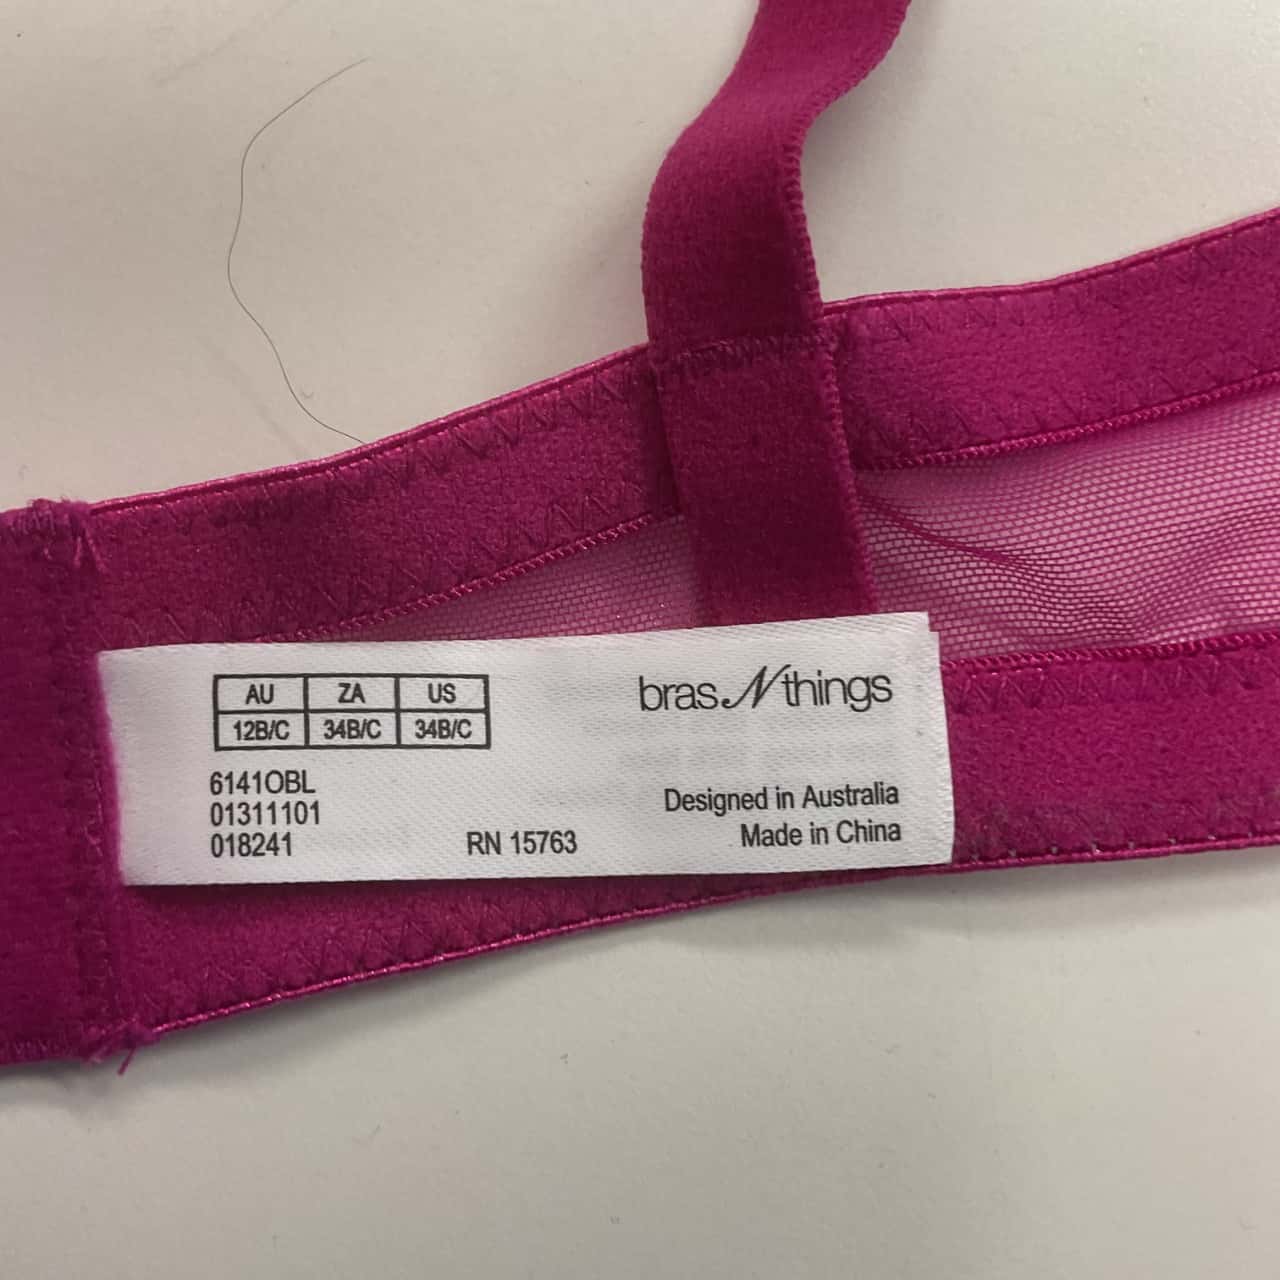 AU ZA US
12B/C 34B/C 34B/C
bras N things
6141OBL
01311101
018241
RN 15763
Designed in Australia
Made in China